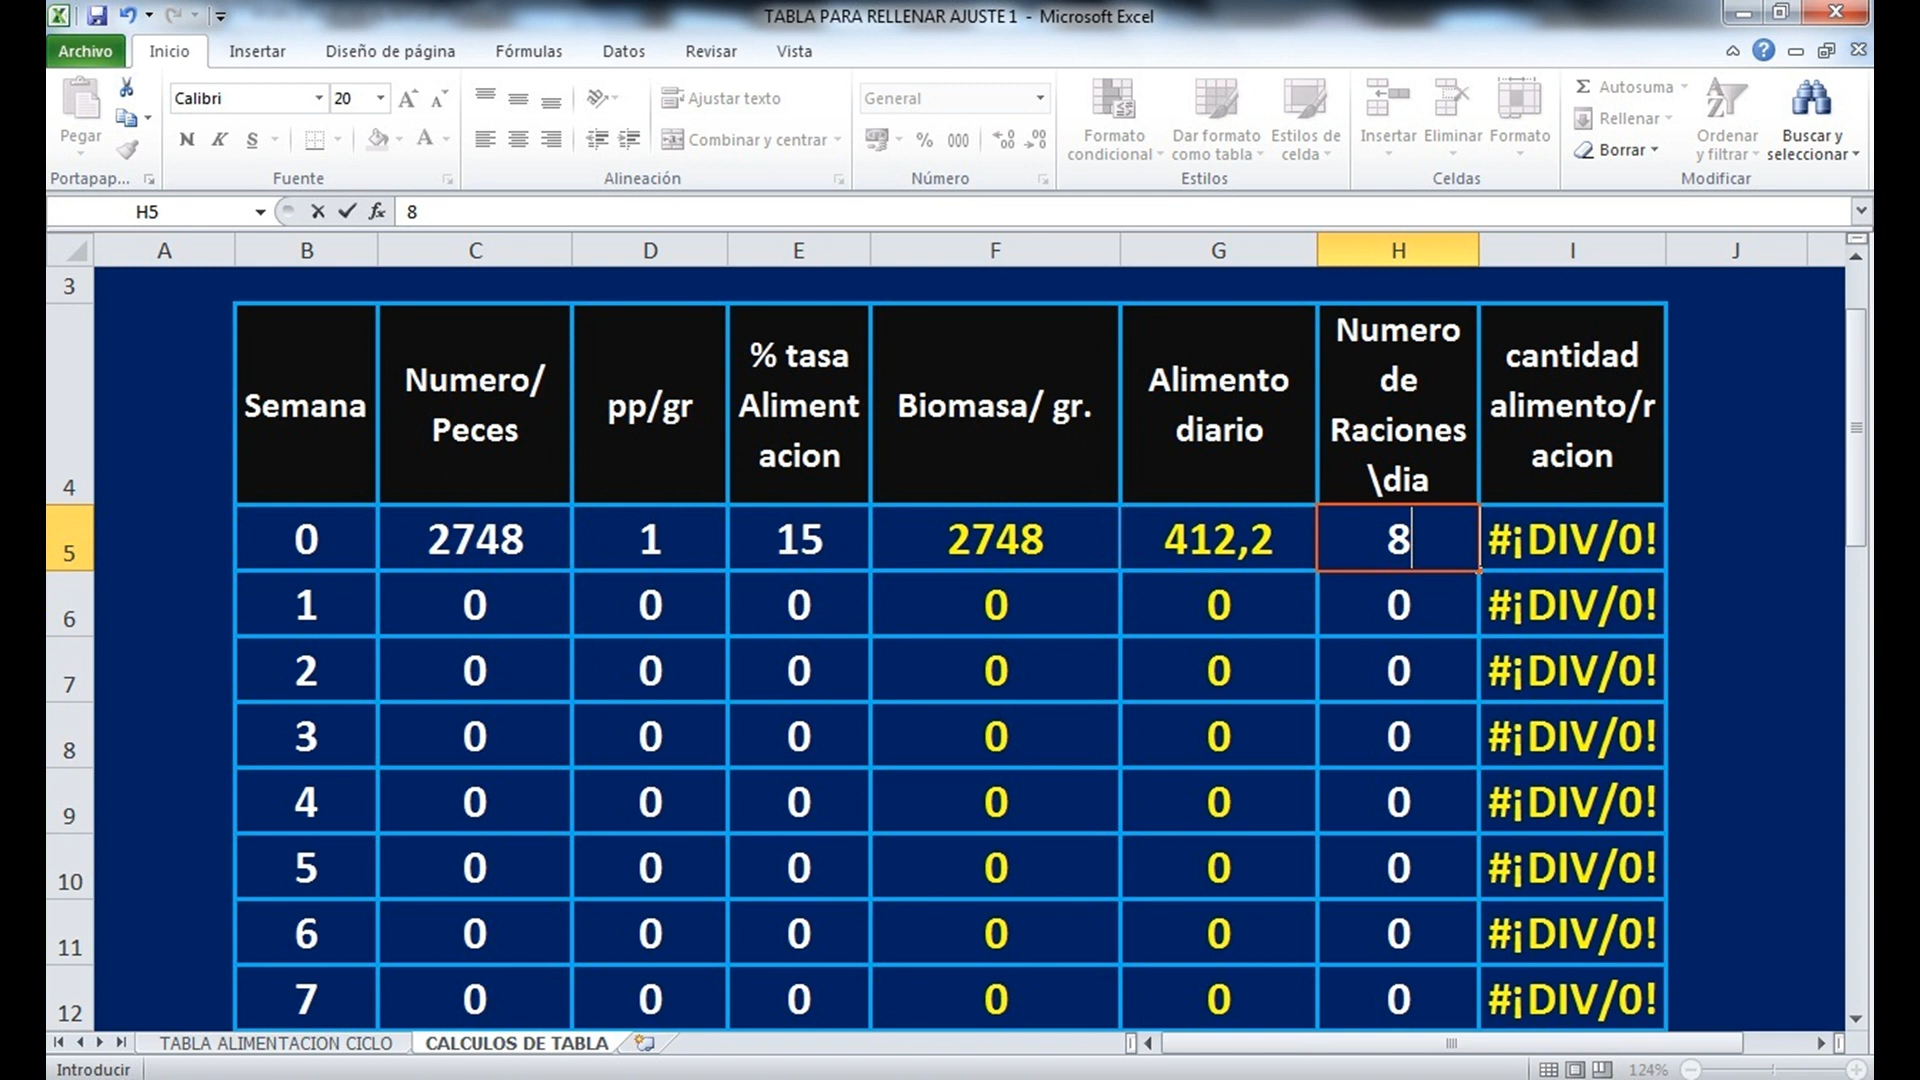 TABLA PARA RELLENAR AJUSTE 1 - Microsoft Excel
Archivo Inicio Insertar Diseño de página Fórmulas Datos Revisar Vista
Pegar
Portapap...
Calibri 20
N K S A
Fuente
Ajustar texto
Combinar y centrar
Alineación
General
% 000
Número
Formato condicional
Dar formato como tabla
Estilos de celda
Estilos
Insertar Eliminar Formato
Celdas
Σ Autosuma
Rellenar
Borrar
Ordenar y filtrar
Buscar y seleccionar
Modificar
H5 fx 8
A B C D E F G H I J
3
4 Semana Numero/ Peces pp/gr % tasa Alimentacion Biomasa/ gr. Alimento diario Numero de Raciones \dia cantidad alimento/racion
5 0 2748 1 15 2748 412,2 8 #¡DIV/0!
6 1 0 0 0 0 0 0 #¡DIV/0!
7 2 0 0 0 0 0 0 #¡DIV/0!
8 3 0 0 0 0 0 0 #¡DIV/0!
9 4 0 0 0 0 0 0 #¡DIV/0!
10 5 0 0 0 0 0 0 #¡DIV/0!
11 6 0 0 0 0 0 0 #¡DIV/0!
12 7 0 0 0 0 0 0 #¡DIV/0!
TABLA ALIMENTACION CICLO CALCULOS DE TABLA
Introducir 124%